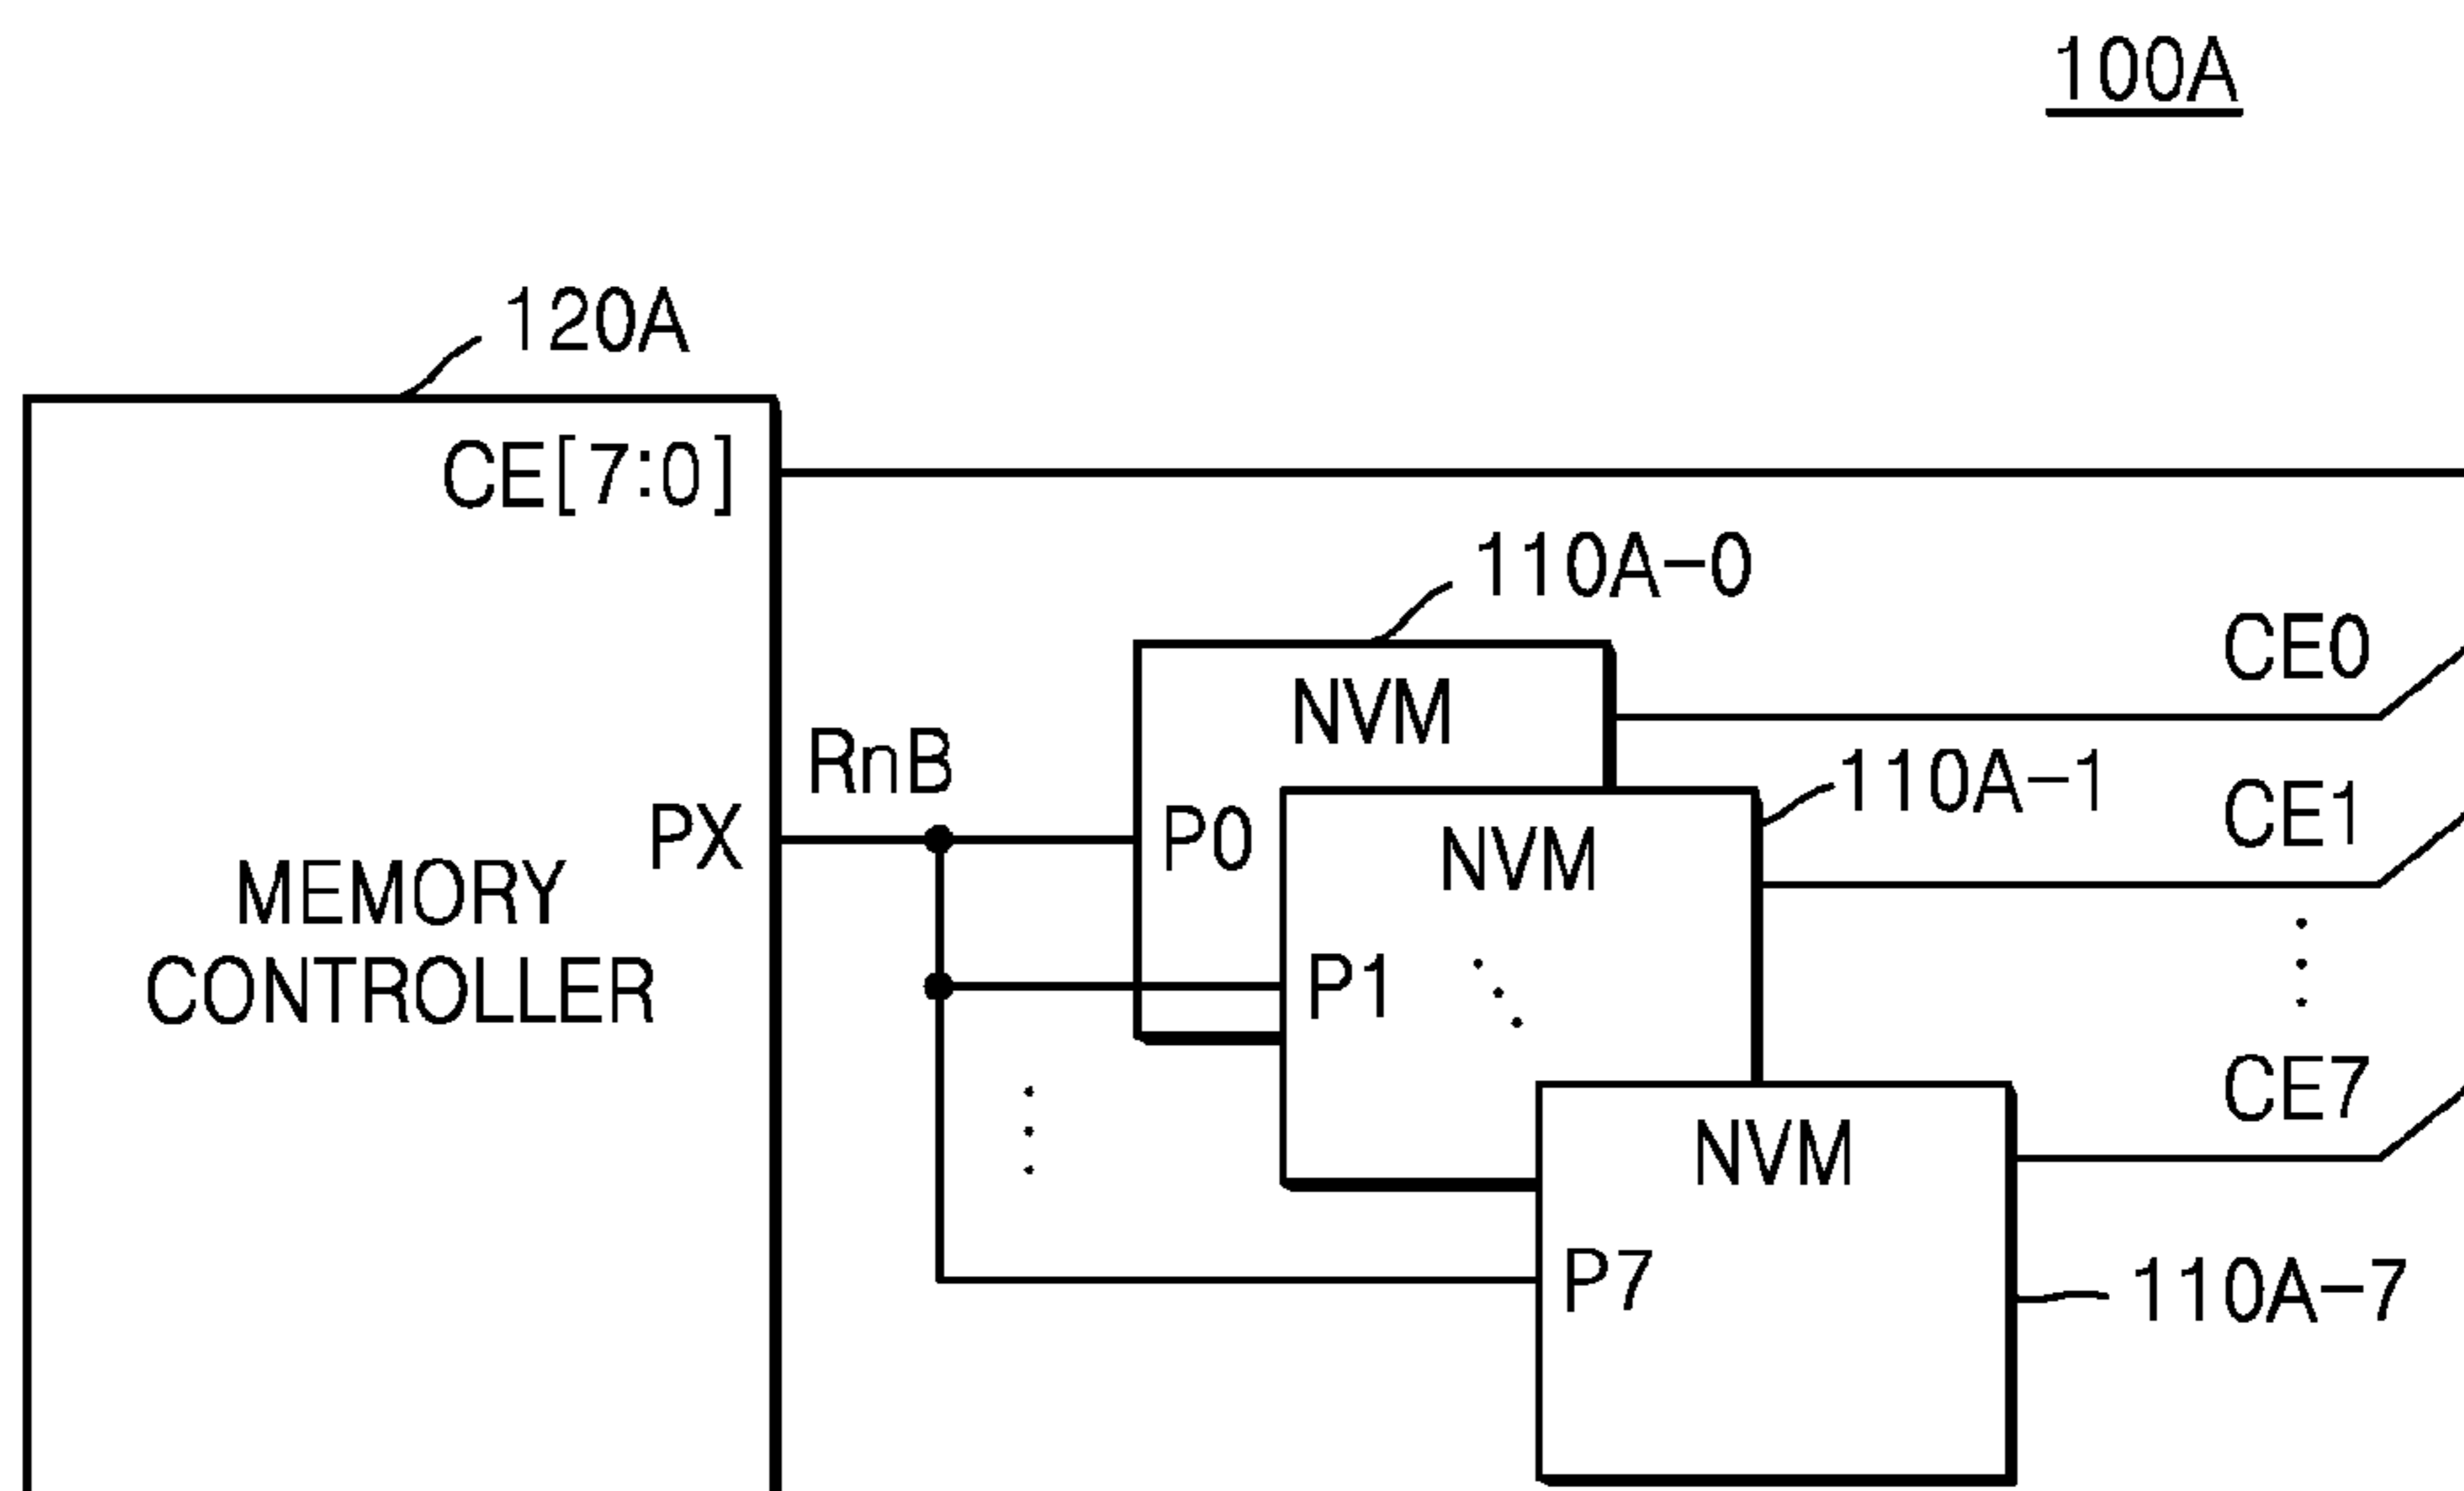 100A
120A
CE[7:0]
110A-0
CE0
NVM
RnB
110A-1
CE1
PX
P0
NVM
MEMORY
CONTROLLER
P1
CE7
NVM
P7
110A-7